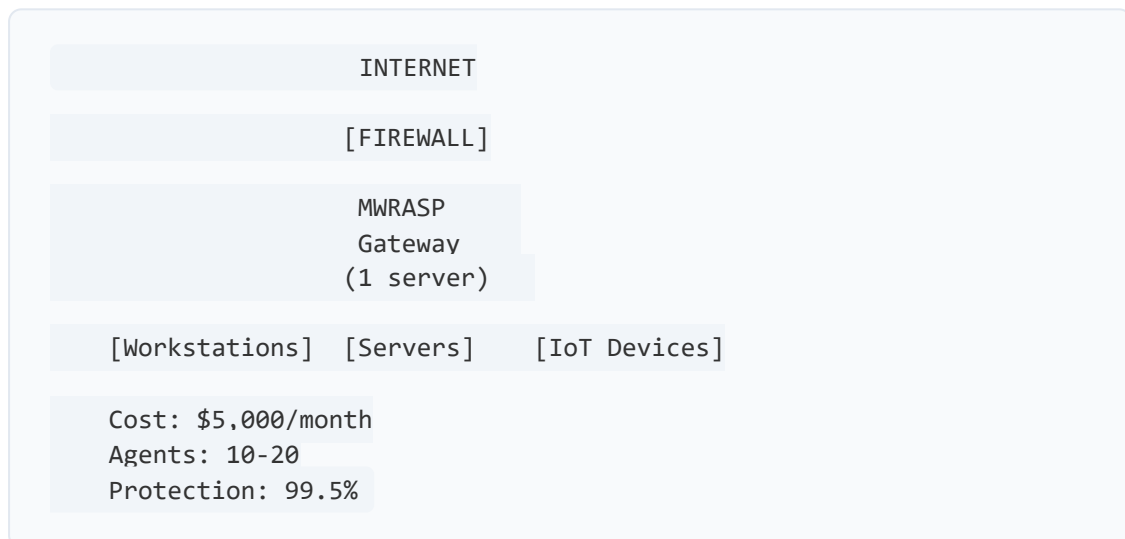 INTERNET
[FIREWALL]
MWRASP
Gateway
(1 server)
[Workstations] [Servers] [IoT Devices]
Cost: $5,000/month
Agents: 10-20
Protection: 99.5%